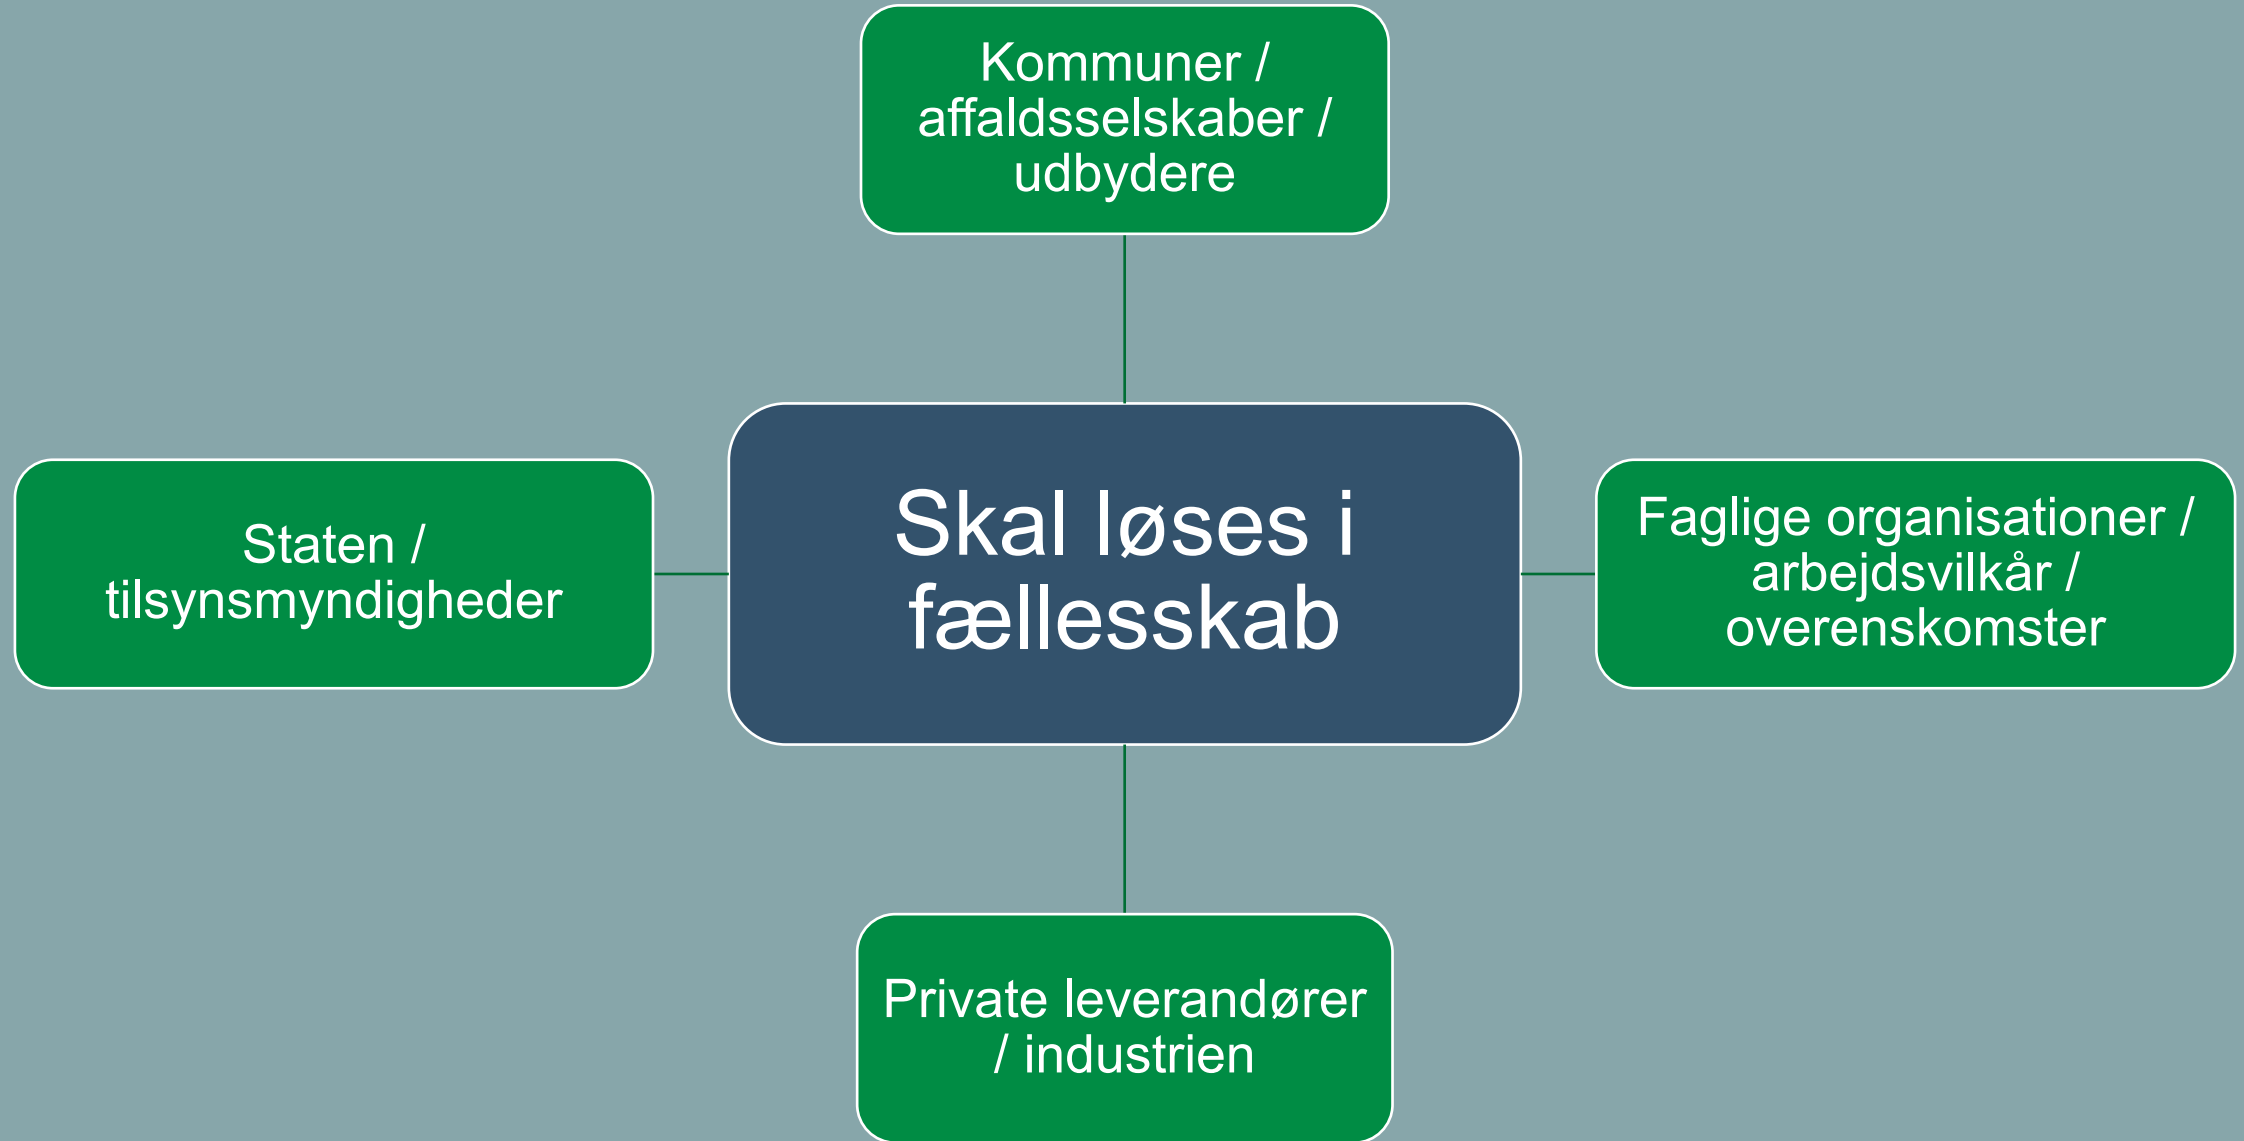 Kommuner /
affaldsselskaber /
udbydere
Staten /
tilsynsmyndigheder
Skal løses i
fællesskab
Faglige organisationer /
arbejdsvilkår /
overenskomster
Private leverandører
/ industrien